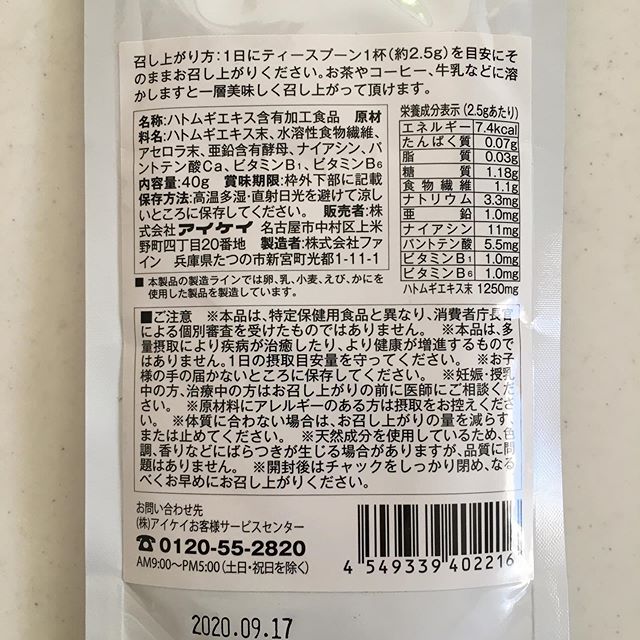 召し上がり方：1日にティースプーン1杯（約2.5g）を目安にそ
のままお召し上がりください。お茶やコーヒー、牛乳などに溶
かしますと一層美味しく召し上がって頂けます。
名称：ハトムギエキス含有加工食品　原材
料名：ハトムギエキス末、水溶性食物繊維、
アセロラ末、亜鉛含有酵母、ナイアシン、パ
ントテン酸Ca、ビタミンB1、ビタミンB6
内容量：40g　賞味期限：枠外下部に記載
保存方法：高温多湿・直射日光を避けて涼し
いところに保存してください。　販売者：株
式会社アイケイ　名古屋市中村区上米
野町四丁目20番地　製造者：株式会社ファ
イン　兵庫県たつの市新宮町光都1-11-1
■ 本製品の製造ラインでは卵、乳、小麦、えび、かにを
使用した製品を製造しています。
栄養成分表示（2.5gあたり）
エネルギー 7.4kcal
たんぱく質 0.07g
脂質 0.03g
糖質 1.18g
食物繊維 1.1g
ナトリウム 3.3mg
亜鉛 1.0mg
ナイアシン 11mg
パントテン酸 5.5mg
ビタミンB1 1.0mg
ビタミンB6 1.0mg
ハトムギエキス末 1250mg
■ご注意　※本品は、特定保健用食品と異なり、消費者庁長官
による個別審査を受けたものではありません。　※本品は、多
量摂取により疾病が治癒したり、より健康が増進するもので
はありません。1日の摂取目安量を守ってください。　※お子
様の手の届かないところに保存してください。　※妊娠・授乳
中の方、治療中の方はお召し上がりの前に医師にご相談くだ
さい。　※原材料にアレルギーのある方は摂取をお控えくださ
い。　※体質に合わない場合は、お召し上がりの量を減らす、
または止めてください。　※天然成分を使用しているため、色
調、香りなどにばらつきが生じる場合がありますが、品質に問
題はありません。　※開封後はチャックをしっかり閉め、なる
べくお早めにお召し上がりください。
お問い合わせ先
（株）アイケイお客様サービスセンター
☎0120-55-2820
AM9:00〜PM5:00（土日・祝日を除く）
4 549339 402216
2020.09.17